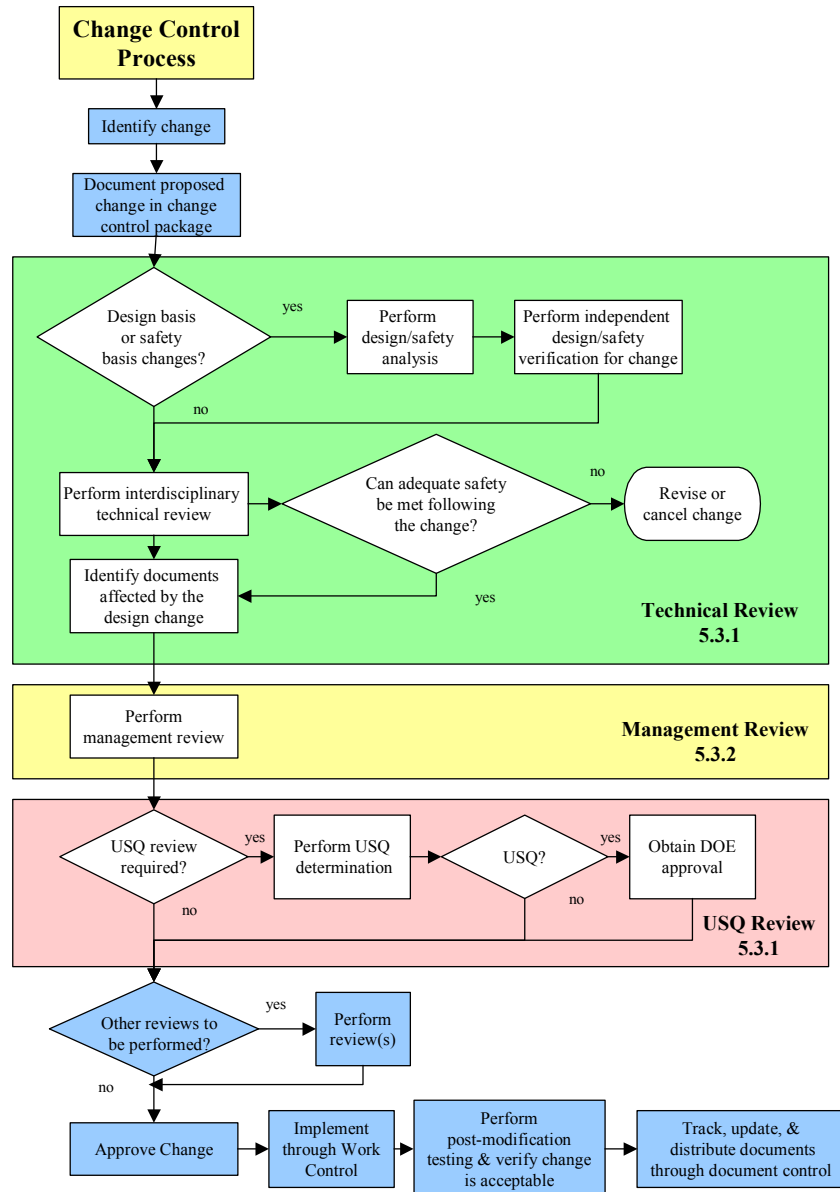 Change Control
Process
Identify change
Document proposed
change in change
control package
Design basis
or safety
basis changes?
yes
Perform
design/safety
analysis
Perform independent
design/safety
verification for change
no
Perform interdisciplinary
technical review
Can adequate safety
be met following
the change?
no
Revise or
cancel change
Identify documents
affected by the
design change
yes
Technical Review
5.3.1
Perform
management review
Management Review
5.3.2
USQ review
required?
yes
Perform USQ
determination
USQ?
yes
Obtain DOE
approval
no
no
USQ Review
5.3.1
Other reviews to
be performed?
yes
Perform
review(s)
no
Approve Change
Implement
through Work
Control
Perform
post-modification
testing & verify change
is acceptable
Track, update, &
distribute documents
through document control